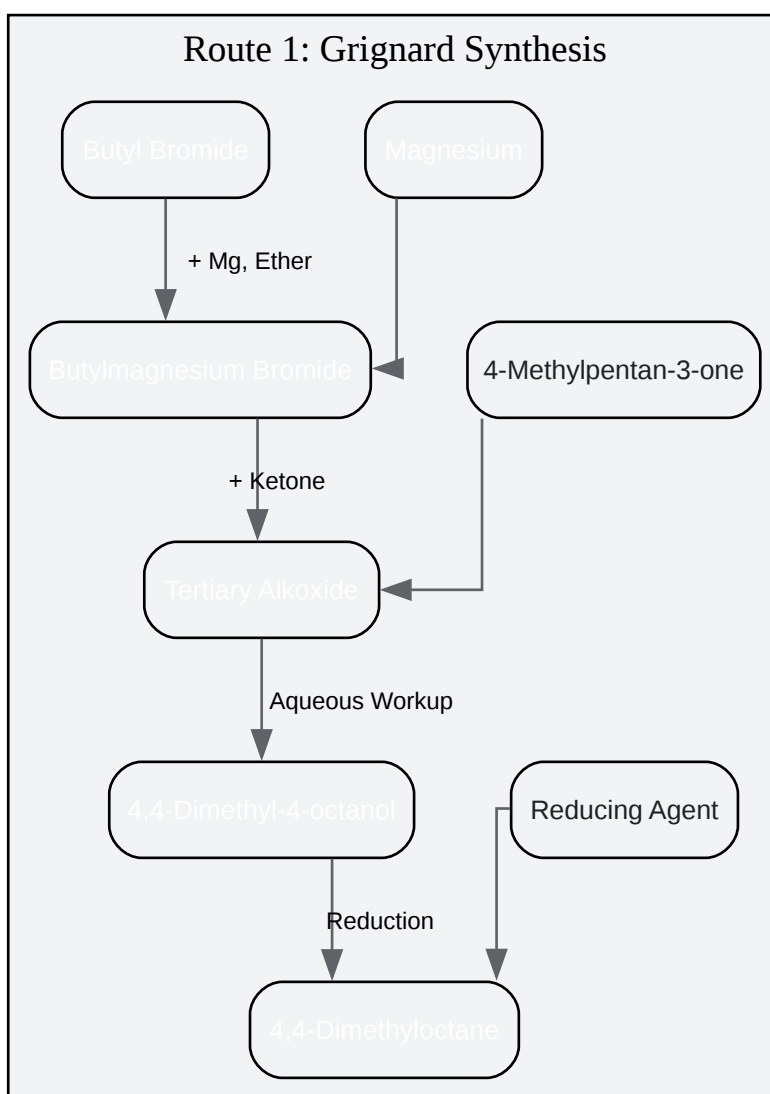 Route 1: Grignard Synthesis
Butyl Bromide
Magnesium
+ Mg, Ether
Butylmagnesium Bromide
4-Methylpentan-3-one
+ Ketone
Tertiary Alkoxide
Aqueous Workup
4,4-Dimethyl-4-octanol
Reducing Agent
Reduction
4,4-Dimethyloctane